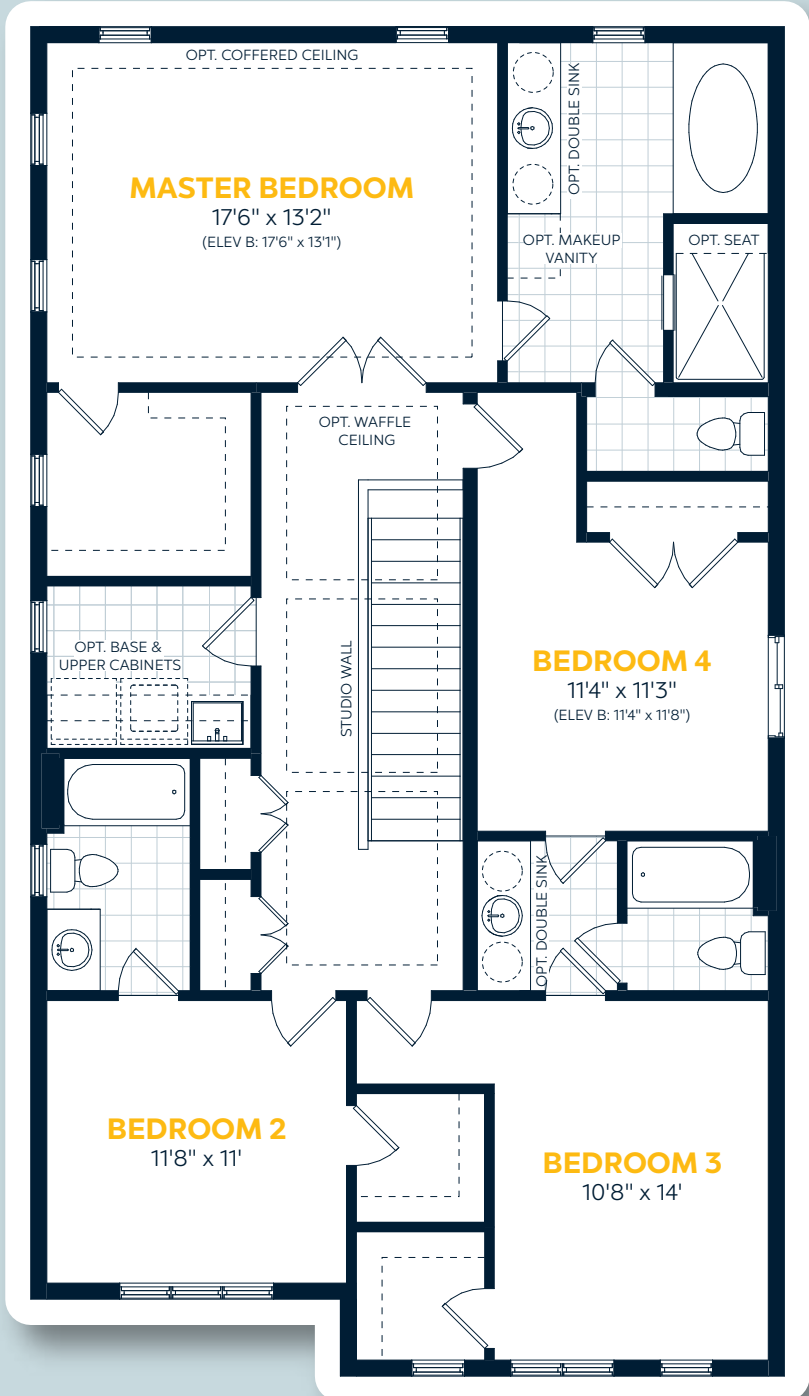 OPT. COFFERED CEILING
MASTER BEDROOM
17'6" x 13'2"
(ELEV B: 17'6" x 13'1")
OPT. DOUBLE SINK
OPT. MAKEUP
VANITY
OPT. SEAT
OPT. WAFFLE
CEILING
OPT. BASE &
UPPER CABINETS
STUDIO WALL
BEDROOM 4
11'4" x 11'3"
(ELEV B: 11'4" x 11'8")
OPT. DOUBLE SINK
BEDROOM 2
11'8" x 11'
BEDROOM 3
10'8" x 14'